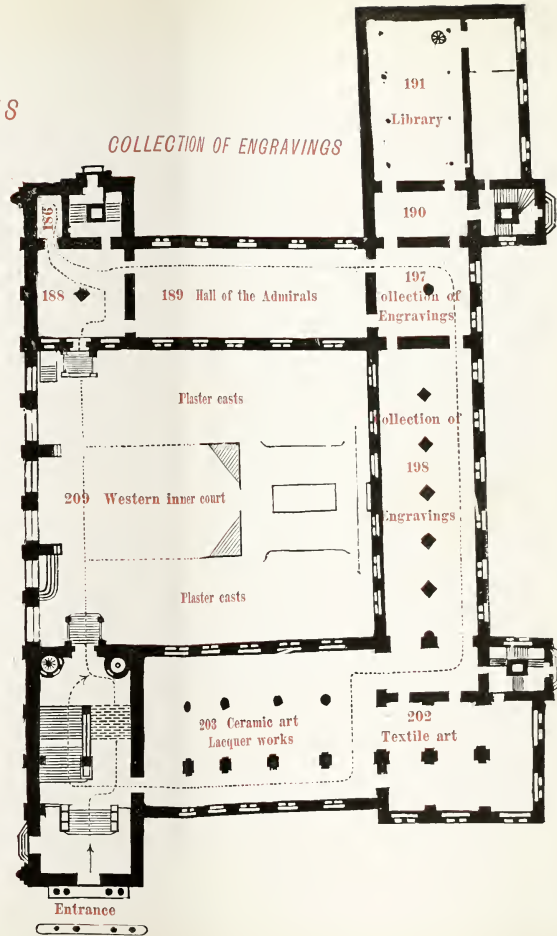 S
COLLECTION OF ENGRAVINGS
191
Library
186
190
188
189 Hall of the Admirals
197
Collection of
Engravings
Plaster casts
Collection of
198
Engravings
209 Western inner court
Plaster casts
203 Ceramic art
Lacquer works
202
Textile art
Entrance